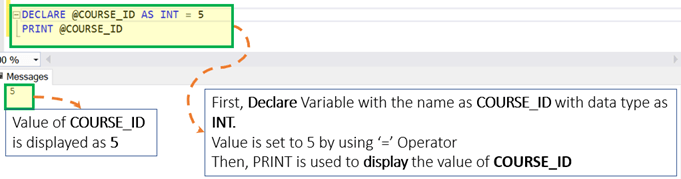 DECLARE @COURSE_ID AS INT = 5
PRINT @COURSE_ID
00 %
Messages
5
Value of COURSE_ID
is displayed as 5
First, Declare Variable with the name as COURSE_ID with data type as
INT.
Value is set to 5 by using ‘=’ Operator
Then, PRINT is used to display the value of COURSE_ID